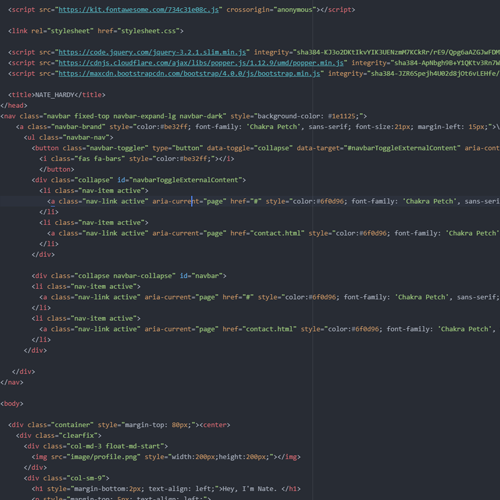 <script src="https://kit.fontawesome.com/734c31e08c.js" crossorigin="anonymous"></script>
<link rel="stylesheet" href="stylesheet.css">
<script src="https://code.jquery.com/jquery-3.2.1.slim.min.js" integrity="sha384-KJ3o2DKtIkvYIK3UENzmM7KCkRr/rE9/Qpg6aAZGJwFDM
<script src="https://cdnjs.cloudflare.com/ajax/libs/popper.js/1.12.9/umd/popper.min.js" integrity="sha384-ApNbgh9B+Y1QKtv3Rn7W
<script src="https://maxcdn.bootstrapcdn.com/bootstrap/4.0.0/js/bootstrap.min.js" integrity="sha384-JZR6Spejh4U02d8jOt6vLEHfe/
<title>NATE_HARDY</title>
</head>
<nav class="navbar fixed-top navbar-expand-lg navbar-dark" style="background-color: #1e1125;">
<a class="navbar-brand" style="color:#be32ff; font-family: 'Chakra Petch', sans-serif; font-size:21px; margin-left: 15px;">
<ul class="navbar-nav">
<button class="navbar-toggler" type="button" data-toggle="collapse" data-target="#navbarToggleExternalContent" aria-cont
<i class="fas fa-bars" style="color:#be32ff;"></i>
</button>
<div class="collapse" id="navbarToggleExternalContent">
<li class="nav-item active">
<a class="nav-link active" aria-current="page" href="#" style="color:#6f0d96; font-family: 'Chakra Petch', sans-serif
</li>
<li class="nav-item active">
<a class="nav-link active" aria-current="page" href="contact.html" style="color:#6f0d96; font-family: 'Chakra Petch'
</li>
</div>
<div class="collapse navbar-collapse" id="navbar">
<li class="nav-item active">
<a class="nav-link active" aria-current="page" href="#" style="color:#6f0d96; font-family: 'Chakra Petch', sans-serif;
</li>
<li class="nav-item active">
<a class="nav-link active" aria-current="page" href="contact.html" style="color:#6f0d96; font-family: 'Chakra Petch',
</li>
</div>
</div>
</nav>
<body>
<div class="container" style="margin-top: 80px;"><center>
<div class="clearfix">
<div class="col-md-3 float-md-start">
<img src="image/profile.png" style="width:200px;height:200px;"></img>
</div>
<div class="col-sm-9">
<h1 style="margin-bottom:2px; text-align: left;">Hey, I'm Nate. </h1>
<p style="margin-top: 5px; text-align: left;">